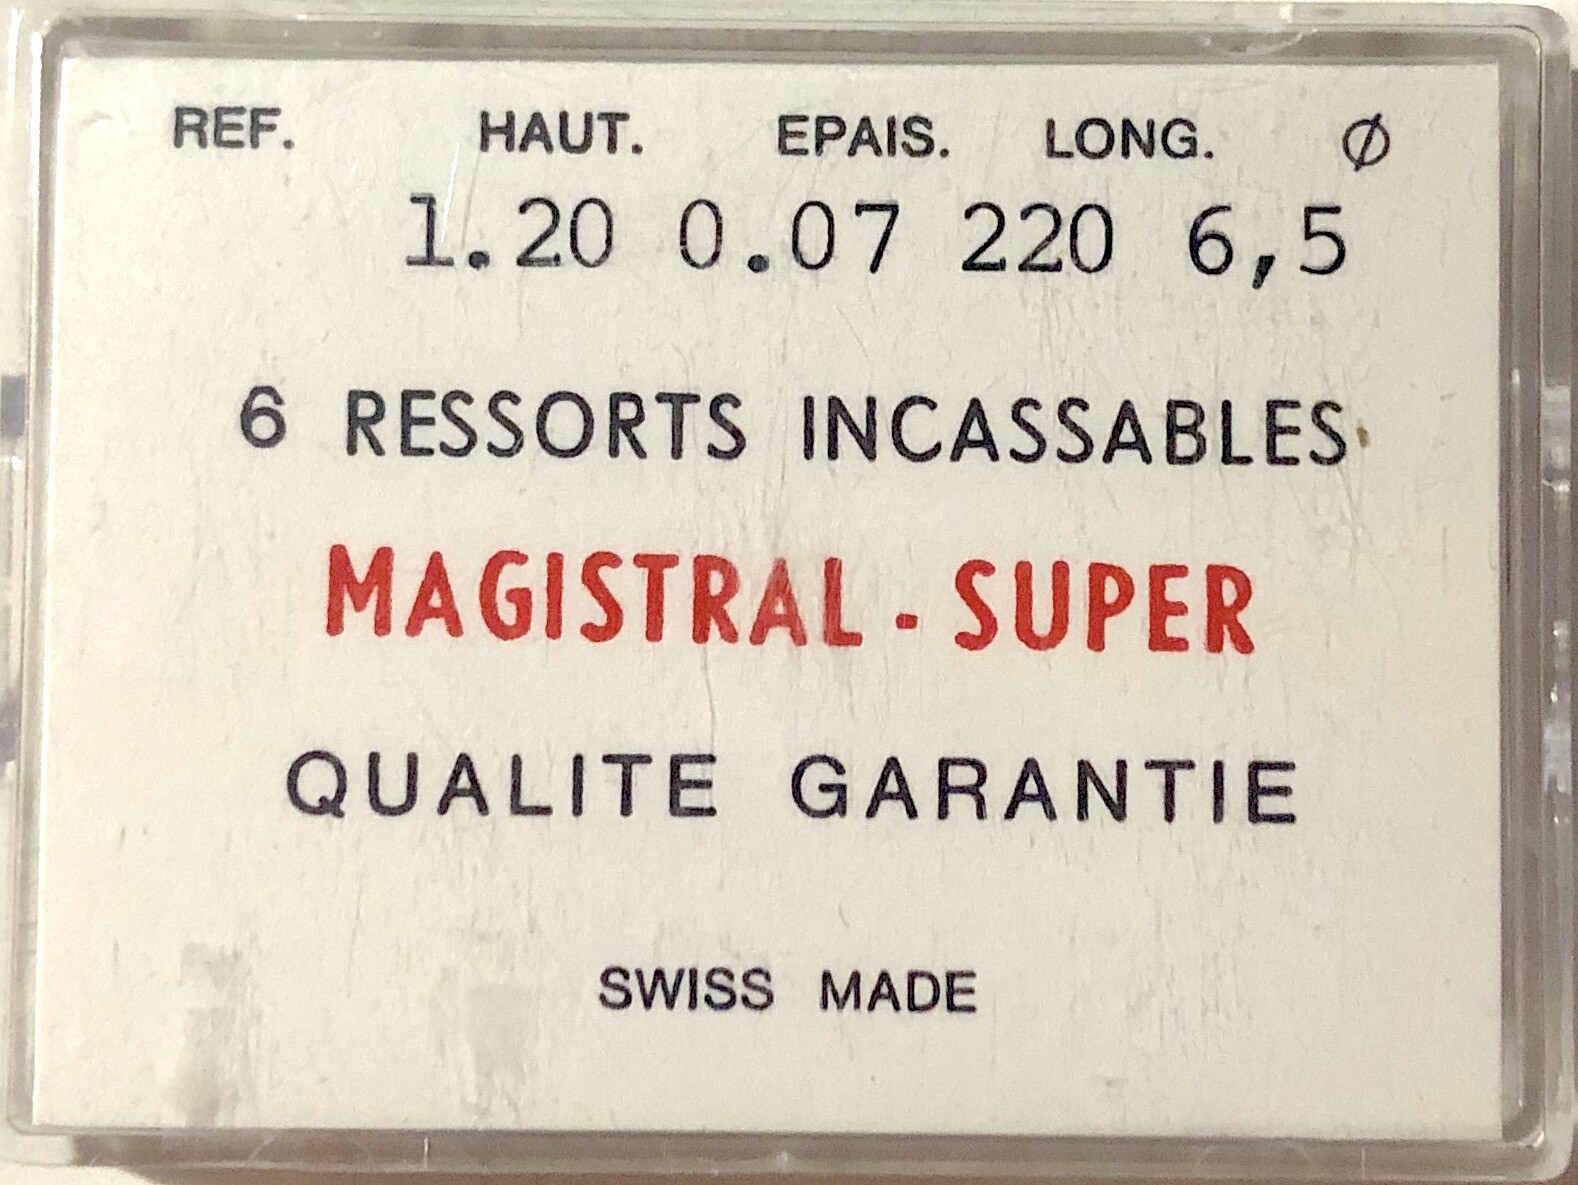 REF. HAUT. EPAIS. LONG. Ø
1.20 0.07 220 6,5
6 RESSORTS INCASSABLES
MAGISTRAL - SUPER
QUALITE GARANTIE
SWISS MADE